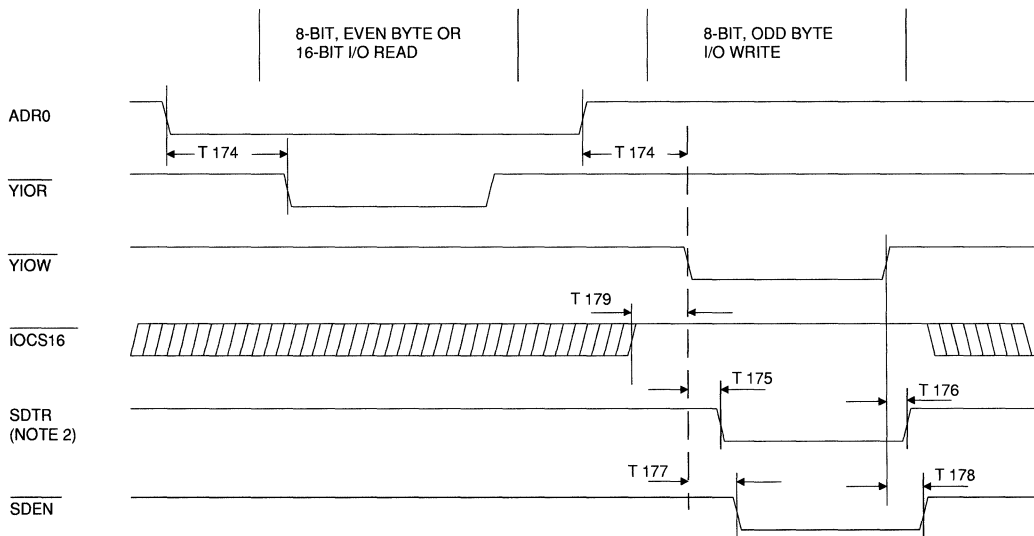 8-BIT, EVEN BYTE OR
16-BIT I/O READ
8-BIT, ODD BYTE
I/O WRITE
ADR0
T 174
T 174
YIOR
YIOW
T 179
IOCS16
T 175
T 176
SDTR
(NOTE 2)
T 177
T 178
SDEN